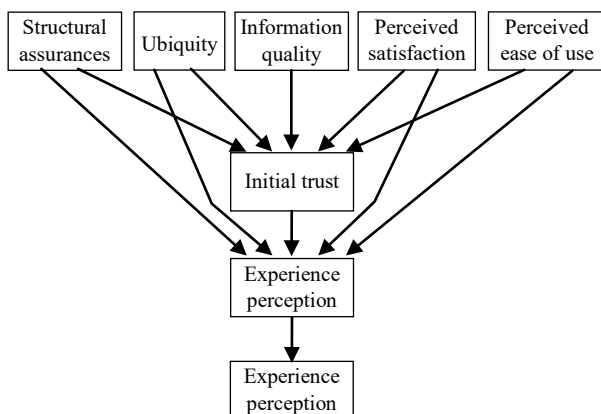 Structural
assurances
Ubiquity
Information
quality
Perceived
satisfaction
Perceived
ease of use
Initial trust
Experience
perception
Experience
perception